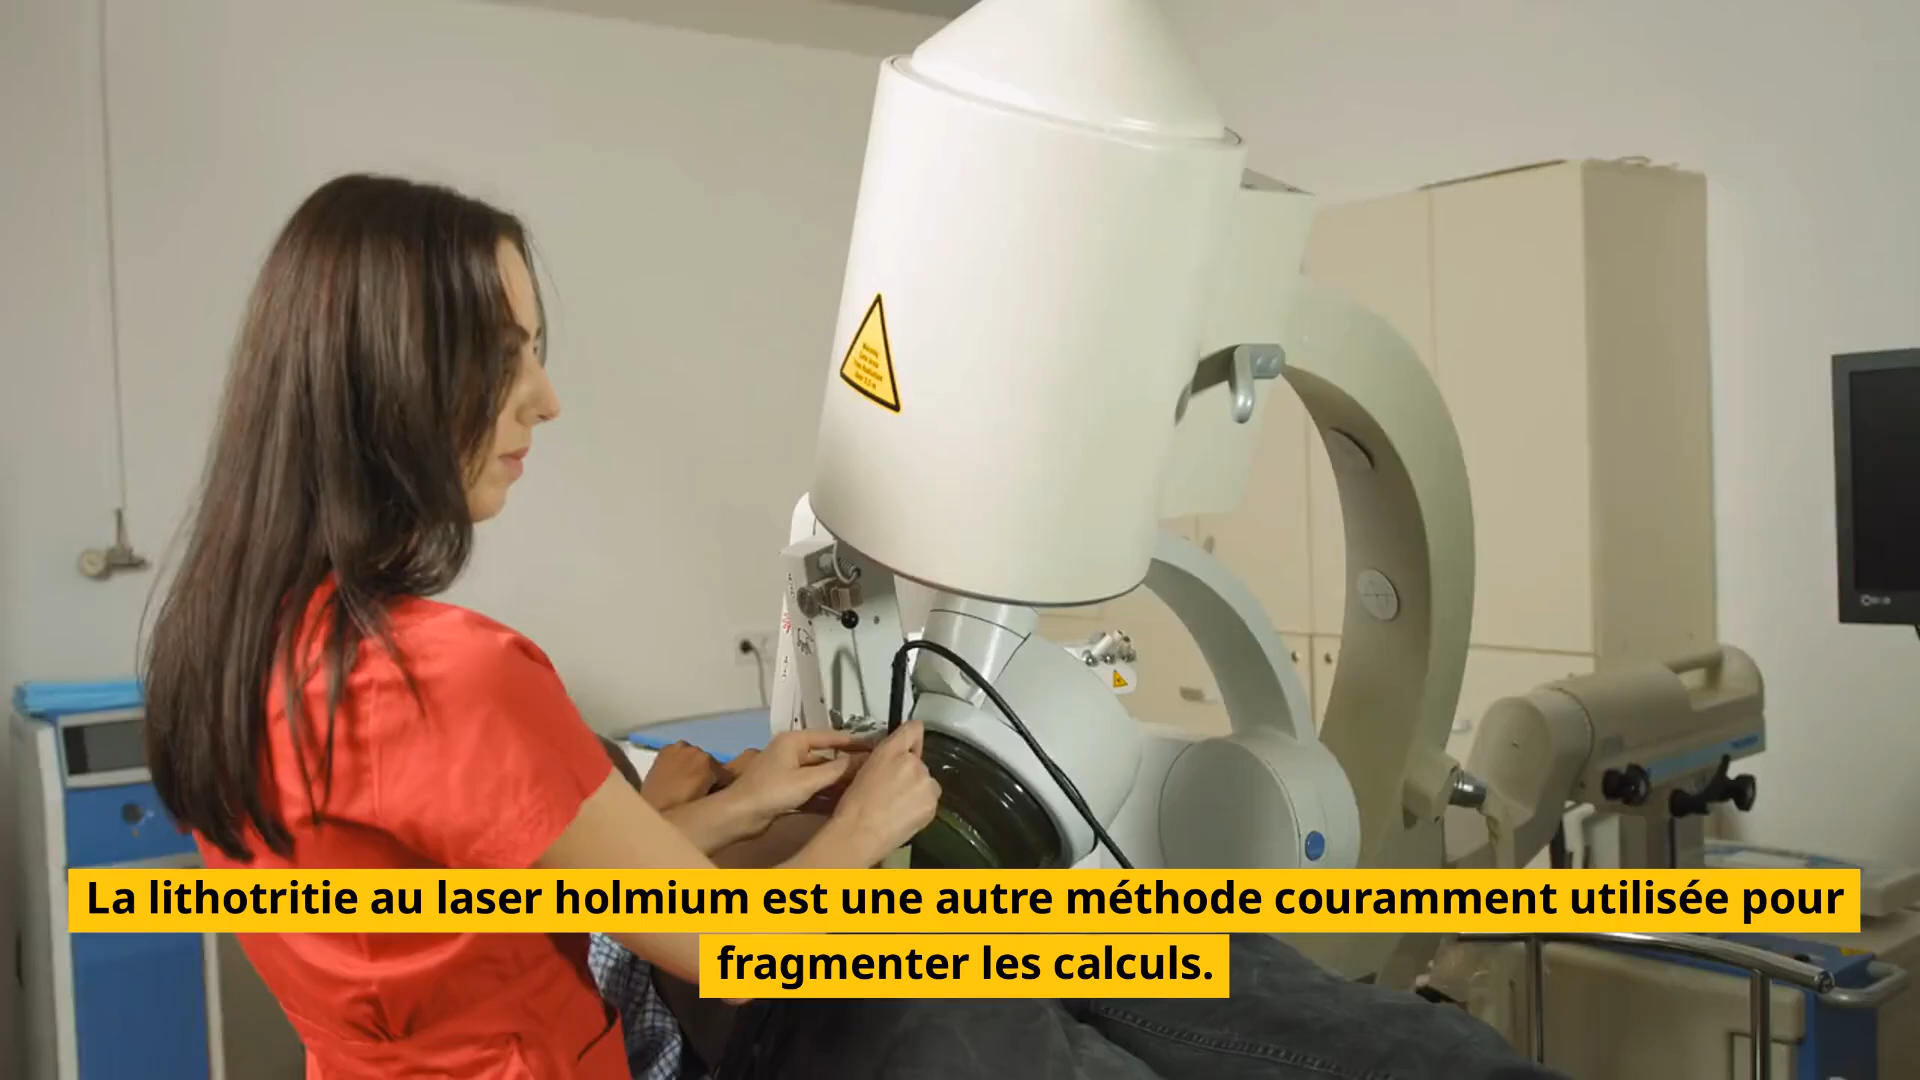 La lithotritie au laser holmium est une autre méthode couramment utilisée pour
fragmenter les calculs.